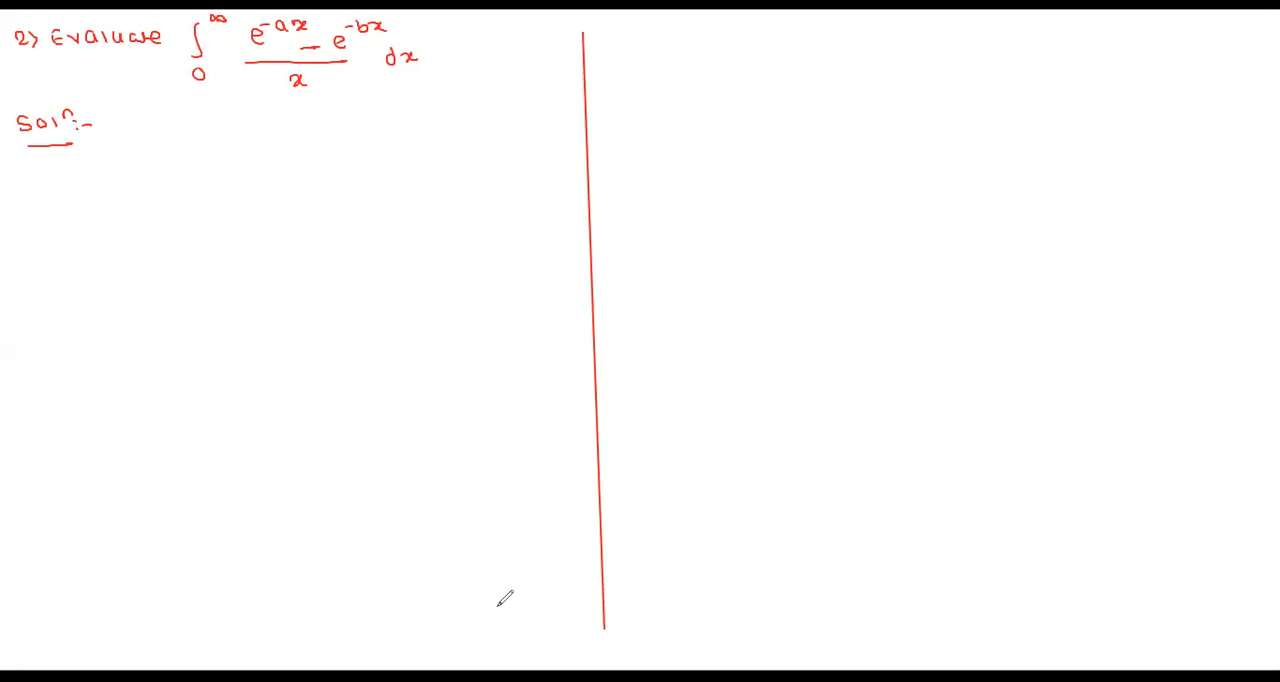 2) Evaluate ∫₀^∞ (e^{-ax} - e^{-bx})/x dx
Solⁿ:-